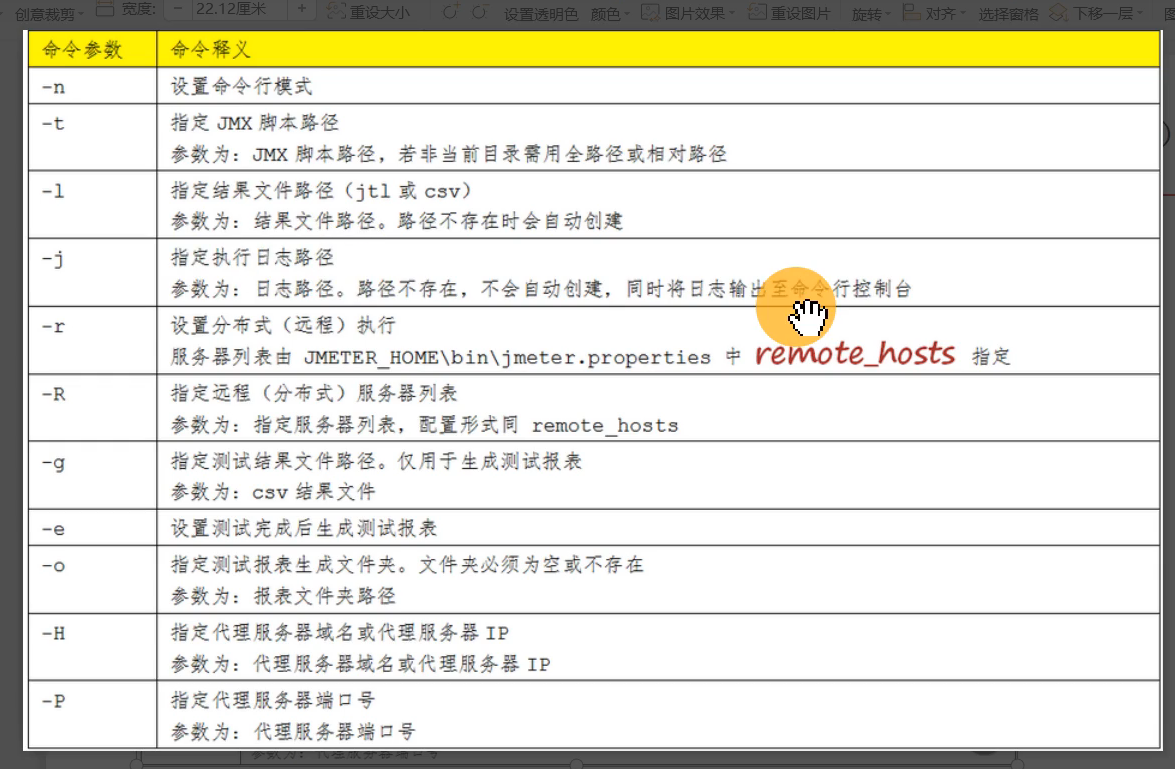 创意裁剪 宽度: - 22.12厘米 + 重设大小 设置透明色 颜色 图片效果 重设图片 旋转 对齐 选择窗格 下移一层
命令参数 命令释义
-n 设置命令行模式
-t 指定 JMX 脚本路径
参数为：JMX 脚本路径，若非当前目录需用全路径或相对路径
-l 指定结果文件路径（jtl 或 csv）
参数为：结果文件路径。路径不存在时会自动创建
-j 指定执行日志路径
参数为：日志路径。路径不存在，不会自动创建，同时将日志输出至命令行控制台
-r 设置分布式（远程）执行
服务器列表由 JMETER_HOME\bin\jmeter.properties 中 remote_hosts 指定
-R 指定远程（分布式）服务器列表
参数为：指定服务器列表，配置形式同 remote_hosts
-g 指定测试结果文件路径。仅用于生成测试报表
参数为：csv 结果文件
-e 设置测试完成后生成测试报表
-o 指定测试报表生成文件夹。文件夹必须为空或不存在
参数为：报表文件夹路径
-H 指定代理服务器域名或代理服务器 IP
参数为：代理服务器域名或代理服务器 IP
-P 指定代理服务器端口号
参数为：代理服务器端口号
参数为：代理服务器端口号